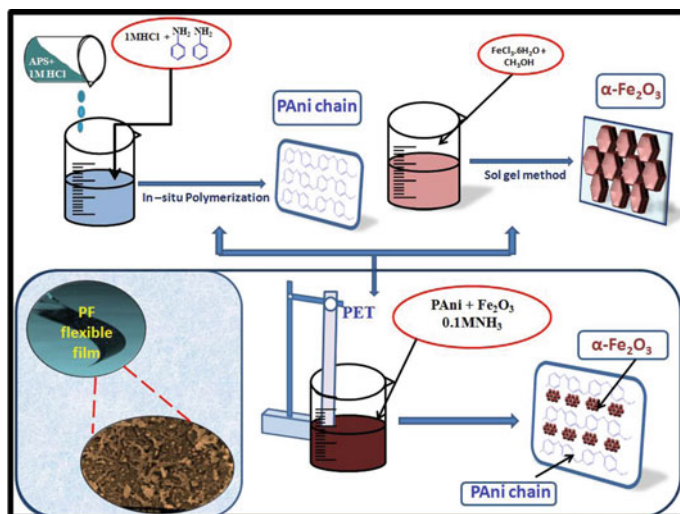 APS+
1M HCl
1MHCl +
NH₂ NH₂
PAni chain
In –situ Polymerization
FeCl₃.6H₂O +
CH₃OH
α-Fe₂O₃
Sol gel method
PF
flexible
film
PET
PAni + Fe₂O₃
0.1MNH₃
α-Fe₂O₃
PAni chain